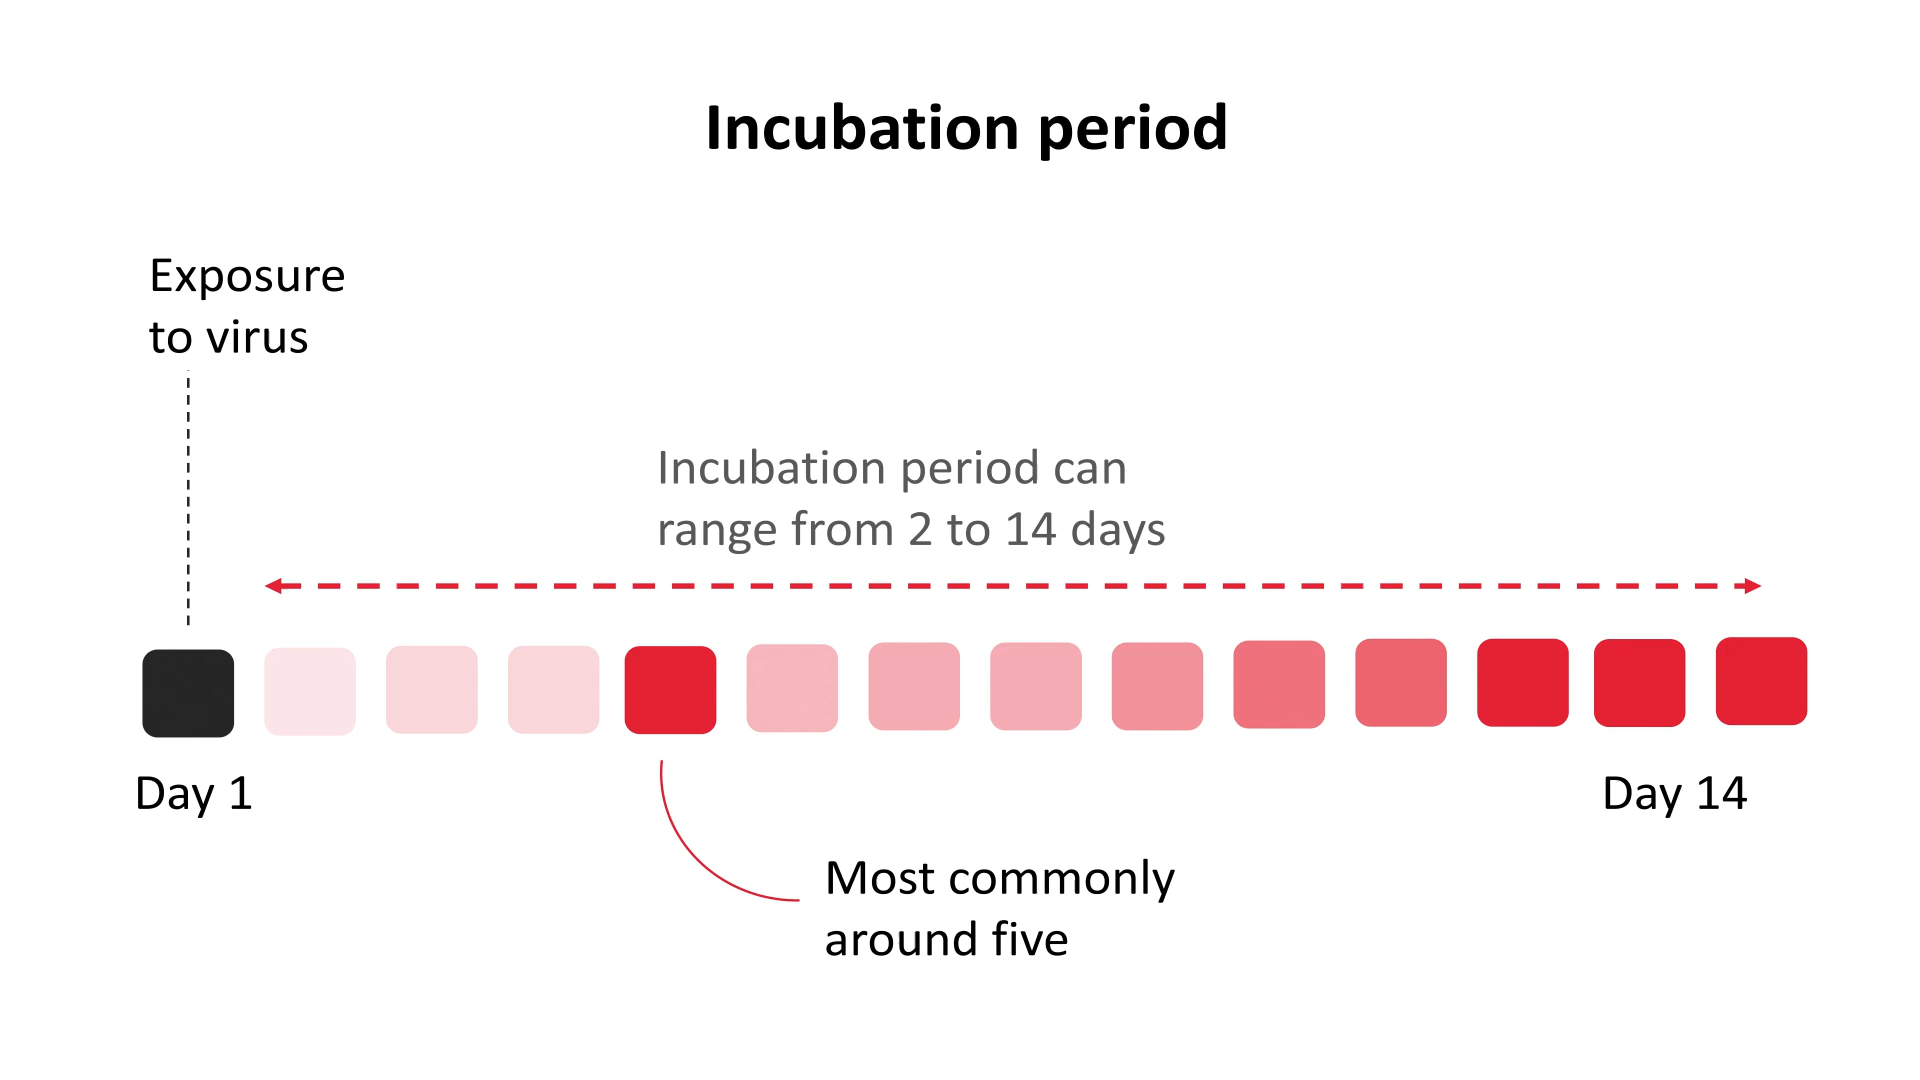 Incubation period
Exposure
to virus
Incubation period can
range from 2 to 14 days
Day 1
Day 14
Most commonly
around five